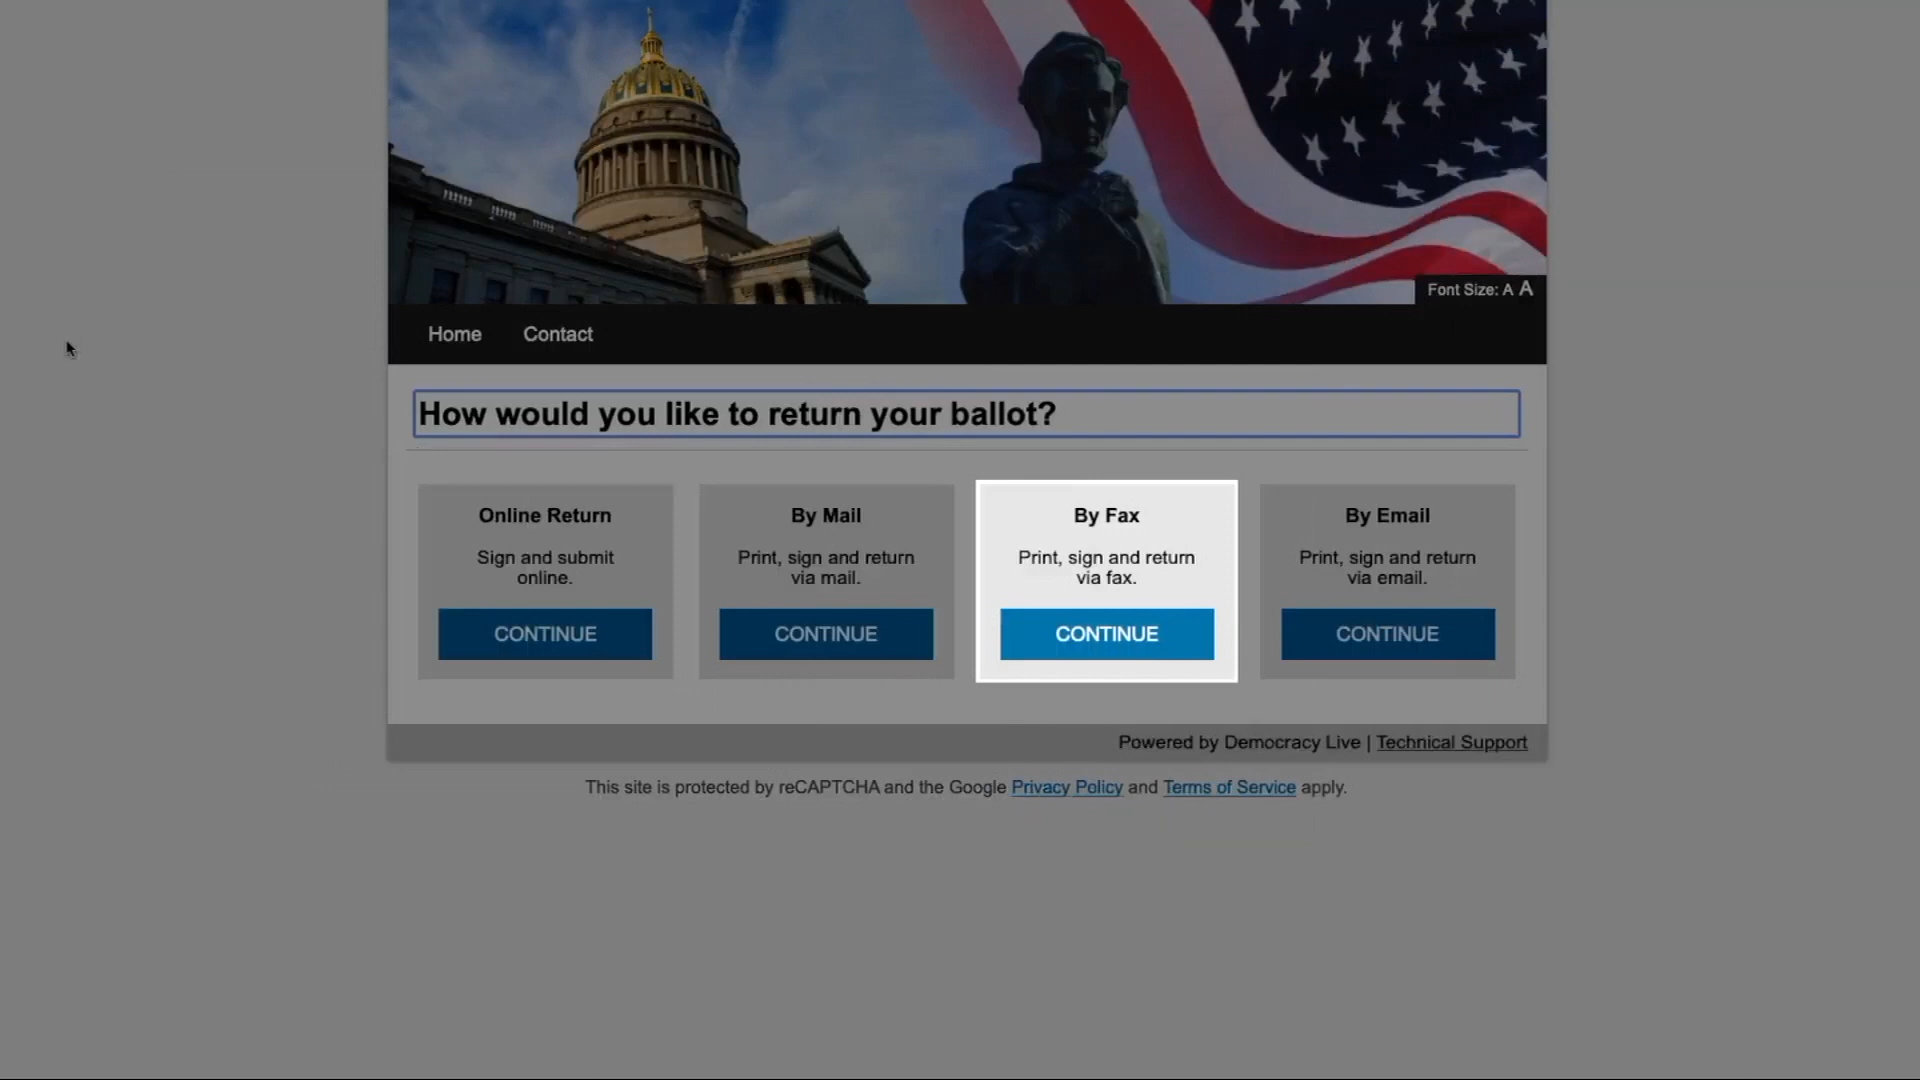 Font Size: A A
Home Contact
How would you like to return your ballot?
Online Return
Sign and submit
online.
CONTINUE
By Mail
Print, sign and return
via mail.
CONTINUE
By Fax
Print, sign and return
via fax.
CONTINUE
By Email
Print, sign and return
via email.
CONTINUE
Powered by Democracy Live | Technical Support
This site is protected by reCAPTCHA and the Google Privacy Policy and Terms of Service apply.